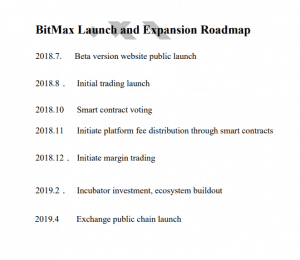 BitMax Launch and Expansion Roadmap
2018.7. Beta version website public launch
2018.8 . Initial trading launch
2018.10 Smart contract voting
2018.11 Initiate platform fee distribution through smart contracts
2018.12 . Initiate margin trading
2019.2 . Incubator investment, ecosystem buildout
2019.4 Exchange public chain launch